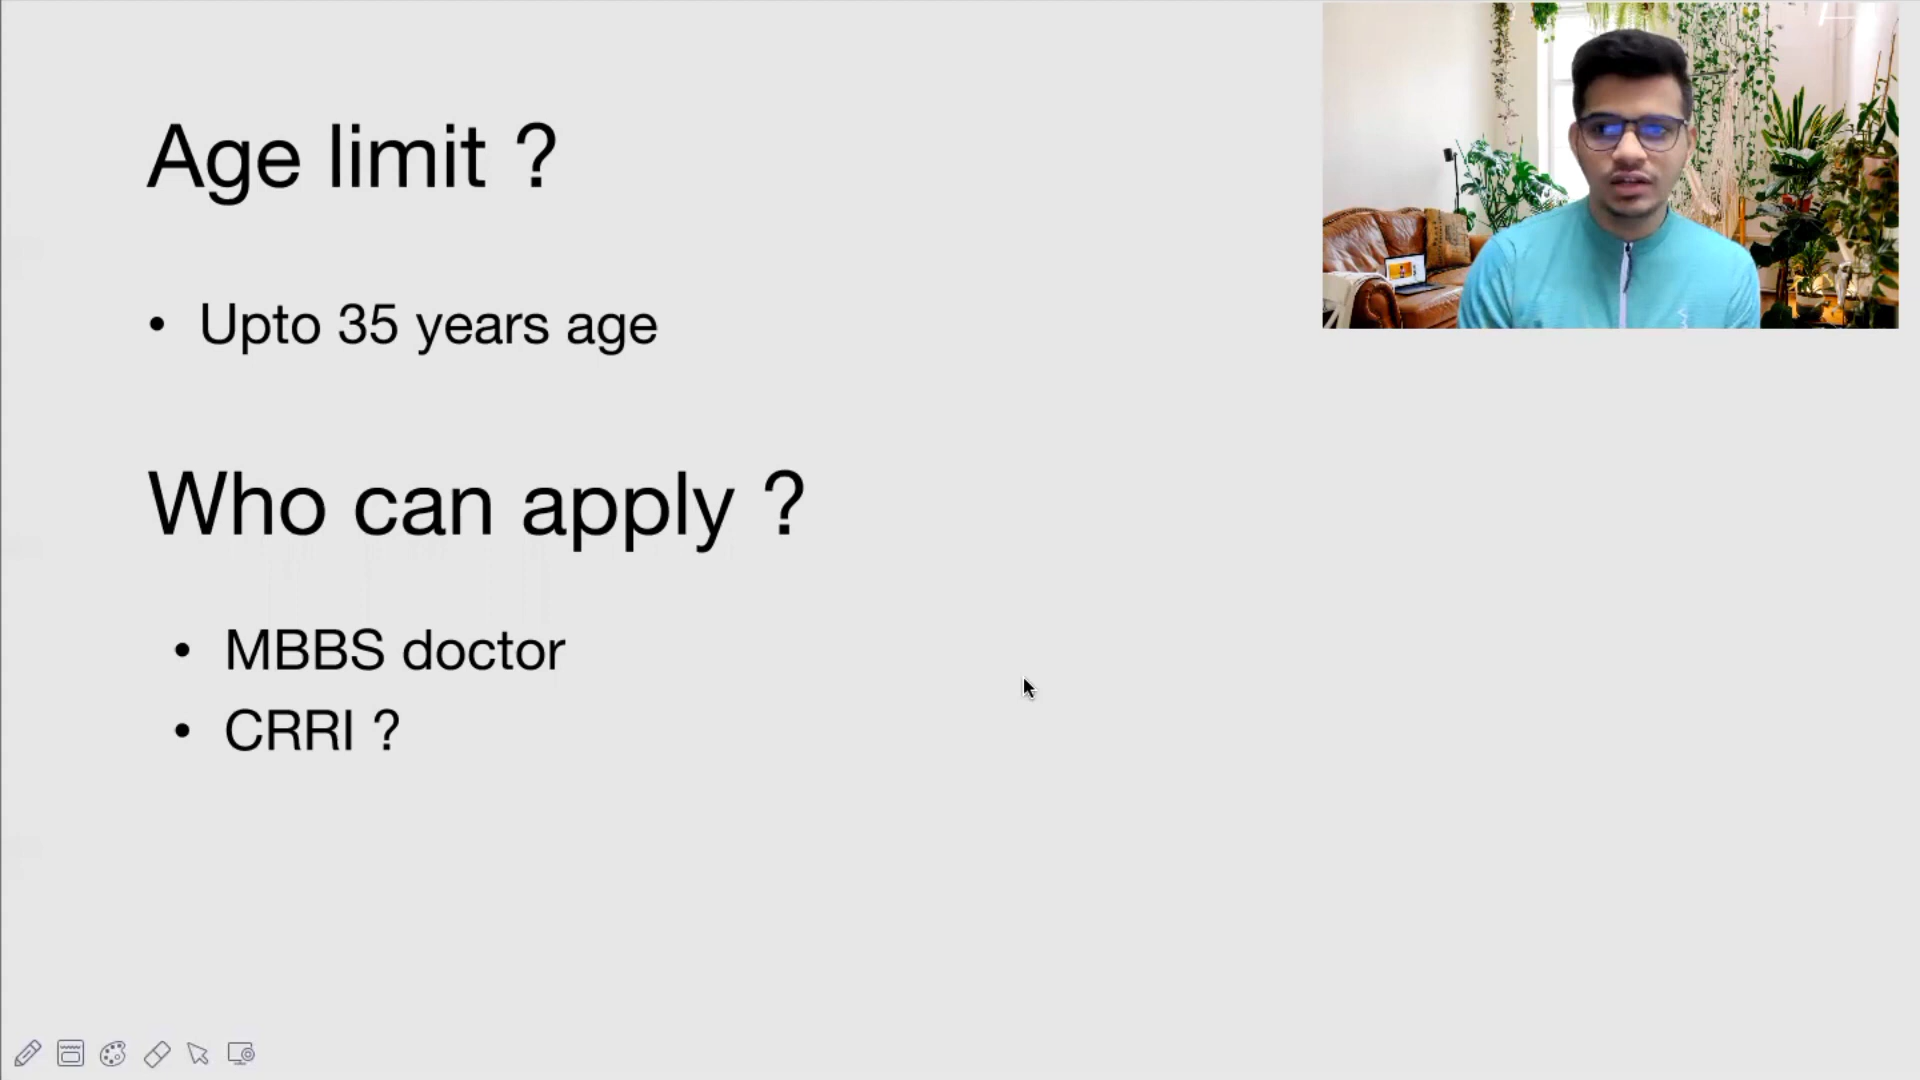 Age limit ?
• Upto 35 years age
Who can apply ?
• MBBS doctor
• CRRI ?